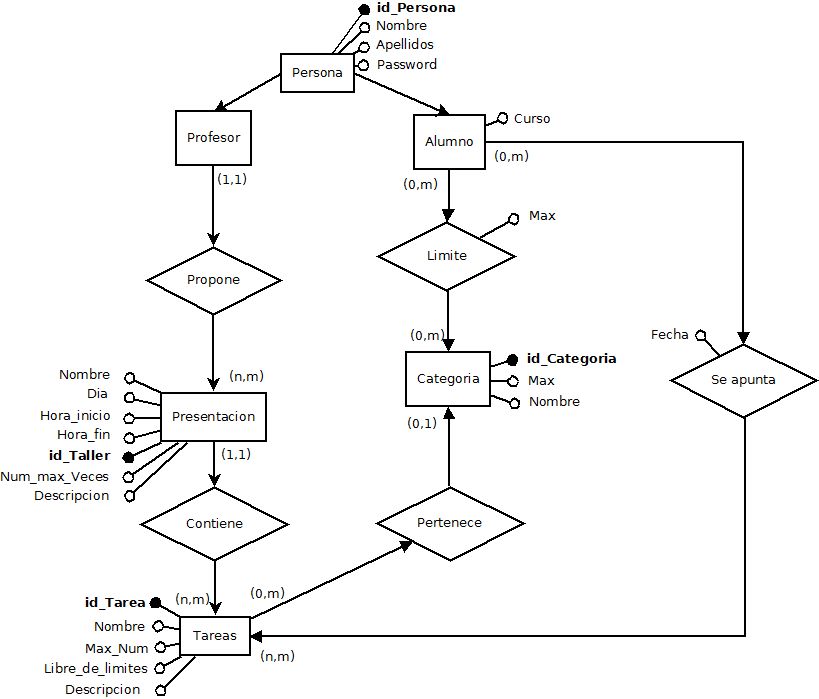 id_Persona
Nombre
Apellidos
Password
Persona
Profesor
Alumno
Curso
(1,1)
(0,m)
(0,m)
Max
Propone
Limite
(0,m)
Fecha
(n,m)
Nombre
Dia
Hora_inicio
Hora_fin
id_Taller
Num_max_Veces
Descripcion
Presentacion
Categoria
id_Categoria
Max
Nombre
Se apunta
(1,1)
(0,1)
Contiene
Pertenece
(n,m)
(0,m)
id_Tarea
Nombre
Max_Num
Libre_de_limites
Descripcion
Tareas
(n,m)